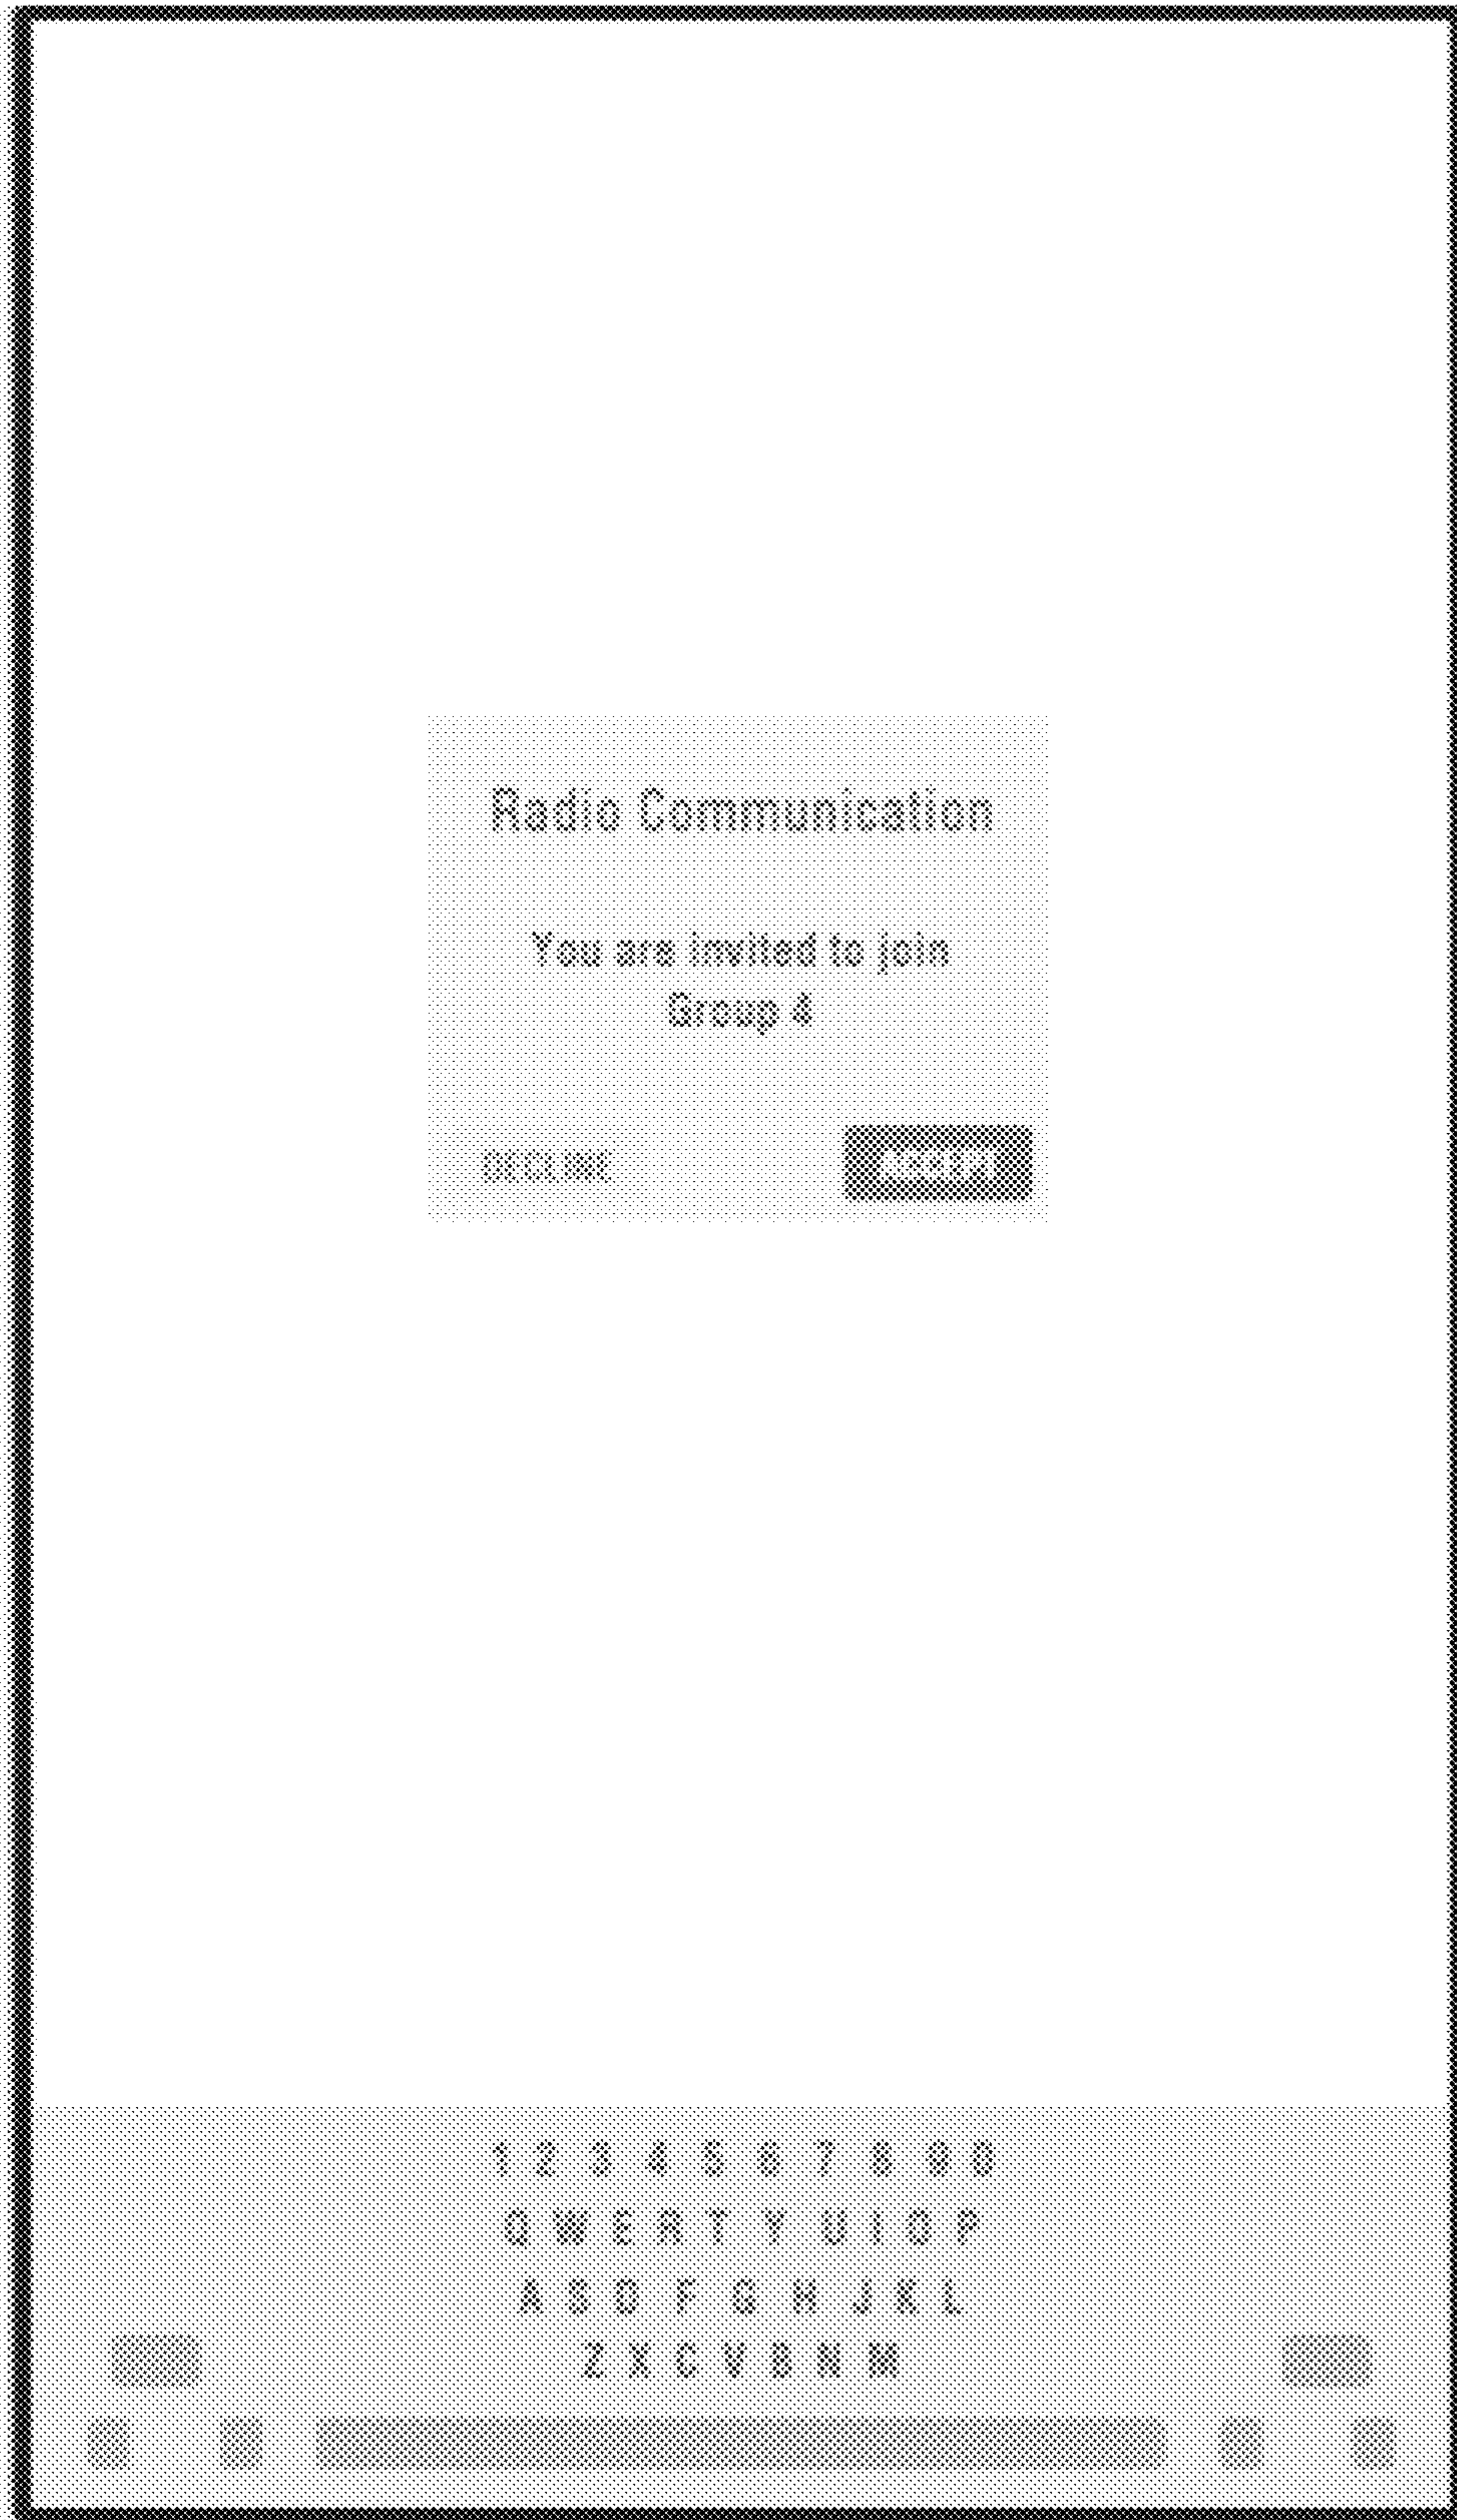 Radio Communication
You are invited to join
Group 4
DECLINE
1 2 3 4 5 6 7 8 9 0
Q W E R T Y U I O P
A S D F G H J K L
Z X C V B N M